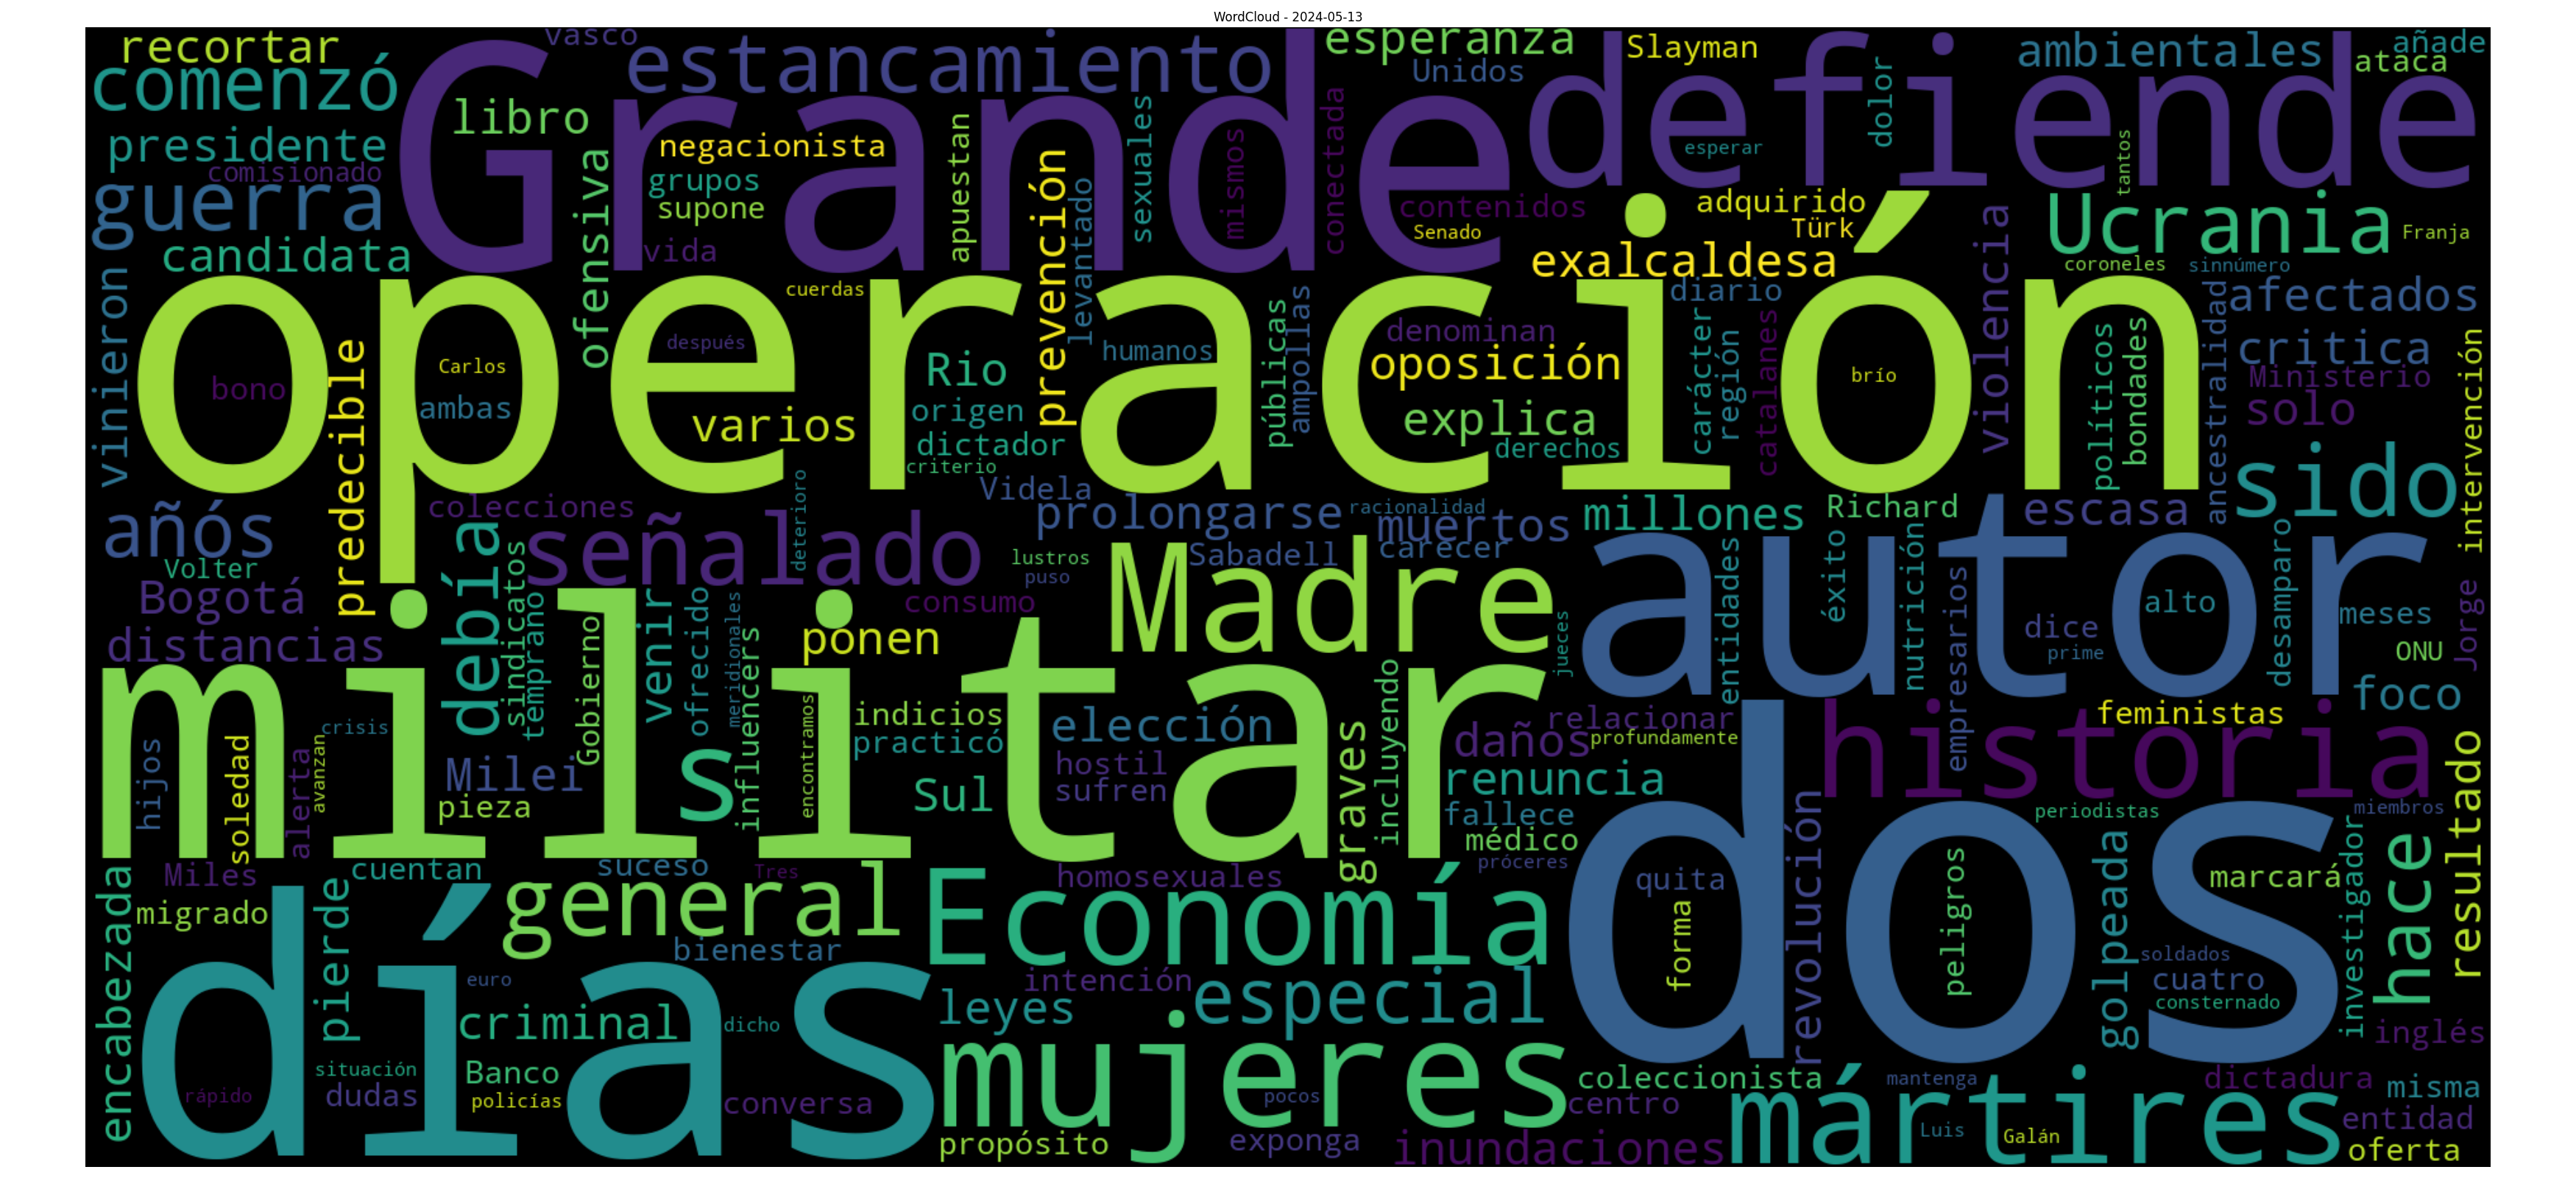 WordCloud - 2024-05-13
recortar
vasco
estancamiento
esperanza
Slayman
Unidos
dolor
ambientales
añade
ataca
comenzó
Grande
defiende
libro
presidente
comisionado
negacionista
grupos
supone
vida
ofensiva
apuestan
prevención
levantado
sexuales
mismos
conectada
contenidos
Senado
esperar
adquirido
Türk
tantos
guerra
candidata
exalcaldesa
violencia
Ucrania
Franja
coroneles
sinnúmero
vinieron
operación
cuerdas
diario
ancestralidad
afectados
bono
predecible
Carlos
ambas
después
varios
Rio
origen
dictador
criterio
humanos
públicas
ampollas
denominan
oposición
explica
derechos
carácter
región
catalanes
brío
políticos
bondades
critica
Ministerio
solo
intervención
sido
añós
Volter
colecciones
debía
señalado
deterioro
Videla
prolongarse
racionalidad
muertos
millones
Richard
escasa
Bogotá
distancias
sindicatos
temprano
Gobierno
venir
ofrecido
meridionales
influencers
lustros
puso
consumo
ponen
Madre
Sabadell
carecer
jueces
autor
entidades
éxito
nutrición
empresarios
dice
prime
alto
desamparo
meses
ONU
Jorge
foco
militar
s
hijos
soledad
alerta
avanzan
crisis
Milei
pieza
encontramos
indicios
practicó
Sul
elección
hostil
sufren
graves
incluyendo
relacionar
daños
profundamente
renuncia
fallece
médico
próceres
historia
feministas
periodistas
miembros
resultado
Miles
cuentan
suceso
Tres
homosexuales
migrado
encabezada
pierde
general
Economía
bienestar
dos
quita
forma
revolución
peligros
golpeada
marcará
soldados
cuatro
consternado
investigador
hace
inglés
días
euro
criminal
dicho
intención
leyes
especial
situación
rápido
dudas
Banco
policías
conversa
mujeres
pocos
propósito
exponga
coleccionista
centro
inundaciones
mantenga
mártires
Luis
Galán
dictadura
misma
entidad
oferta